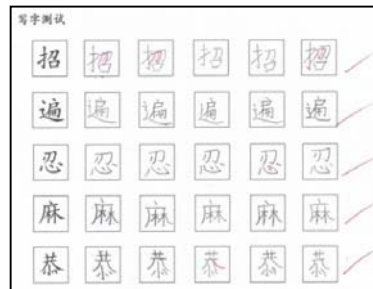 写字测试
招 招 招 招 招 招
遍 遍 遍 遍 遍 遍
忍 忍 忍 忍 忍 忍
麻 麻 麻 麻 麻 麻
恭 恭 恭 恭 恭 恭